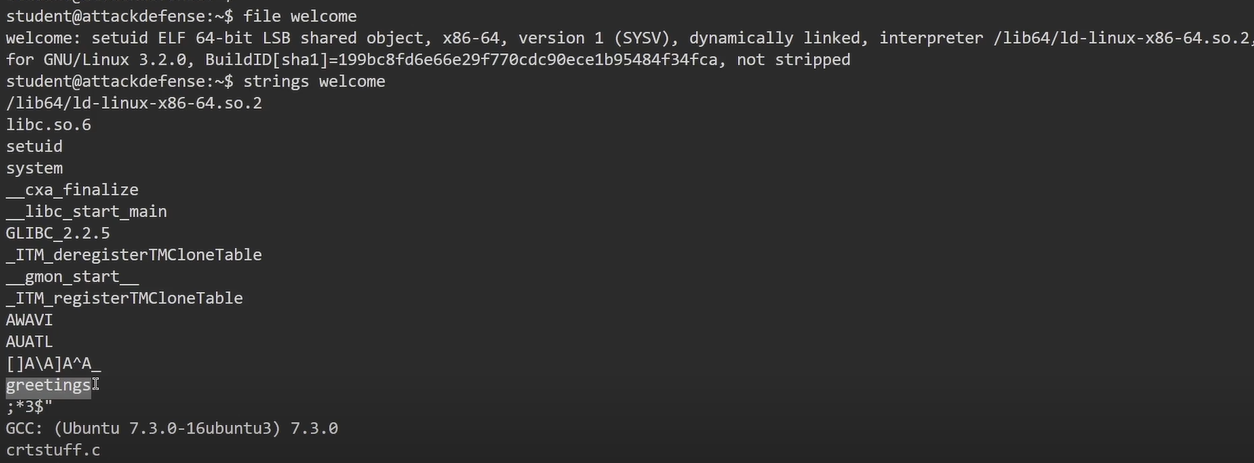 student@attackdefense:~$ file welcome
welcome: setuid ELF 64-bit LSB shared object, x86-64, version 1 (SYSV), dynamically linked, interpreter /lib64/ld-linux-x86-64.so.2,
for GNU/Linux 3.2.0, BuildID[sha1]=199bc8fd6e66e29f770cdc90ece1b95484f34fca, not stripped
student@attackdefense:~$ strings welcome
/lib64/ld-linux-x86-64.so.2
libc.so.6
setuid
system
__cxa_finalize
__libc_start_main
GLIBC_2.2.5
_ITM_deregisterTMCloneTable
__gmon_start__
_ITM_registerTMCloneTable
AWAVI
AUATL
[]A\A]A^A_
greetings
;*3$"
GCC: (Ubuntu 7.3.0-16ubuntu3) 7.3.0
crtstuff.c